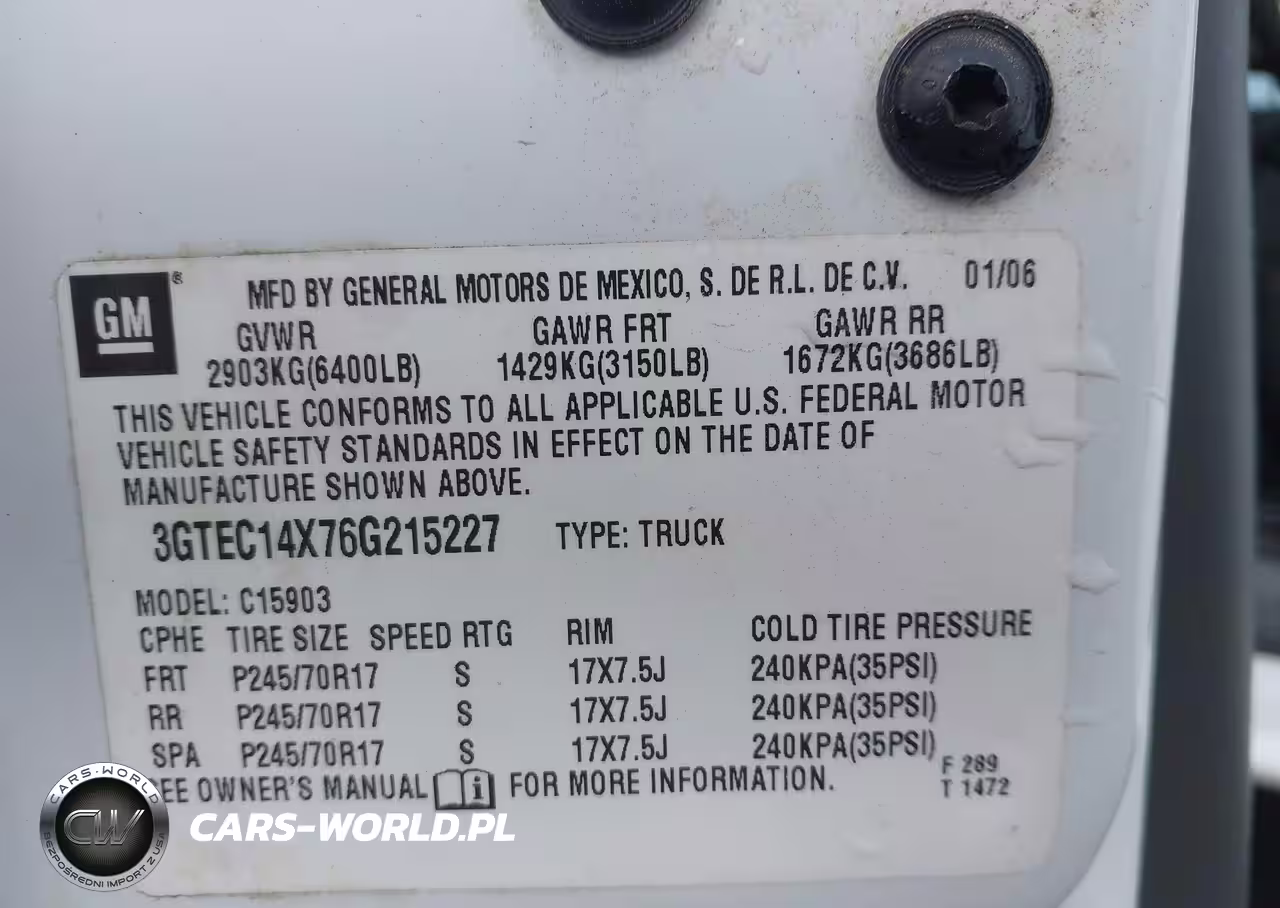 GM ® MFD BY GENERAL MOTORS DE MEXICO, S. DE R.L. DE C.V. 01/06
GVWR GAWR FRT GAWR RR
2903KG(6400LB) 1429KG(3150LB) 1672KG(3686LB)
THIS VEHICLE CONFORMS TO ALL APPLICABLE U.S. FEDERAL MOTOR
VEHICLE SAFETY STANDARDS IN EFFECT ON THE DATE OF
MANUFACTURE SHOWN ABOVE.
3GTEC14X76G215227 TYPE: TRUCK
MODEL: C15903
CPHE TIRE SIZE SPEED RTG RIM COLD TIRE PRESSURE
FRT P245/70R17 S 17X7.5J 240KPA(35PSI)
RR P245/70R17 S 17X7.5J 240KPA(35PSI)
SPA P245/70R17 S 17X7.5J 240KPA(35PSI)
EE OWNER'S MANUAL i FOR MORE INFORMATION.
F 289
T 1472
CARS-WORLD
CW
BEZPOŚREDNI IMPORT Z USA
CARS-WORLD.PL